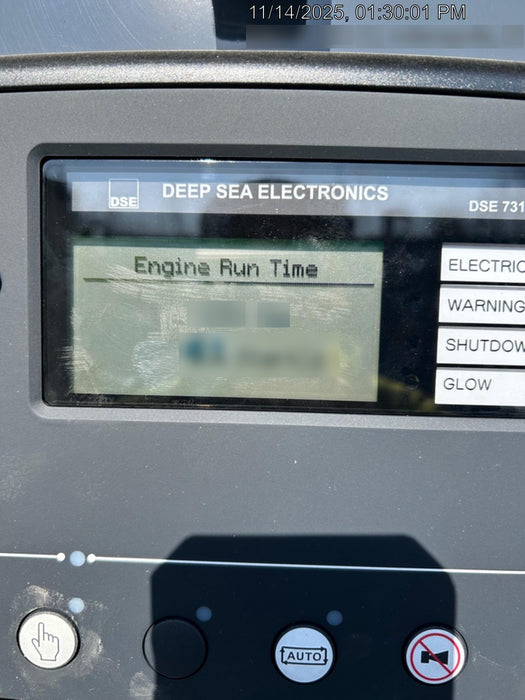 11/14/2025, 01:30:01 PM
DSE
DEEP SEA ELECTRONICS
DSE 731
Engine Run Time
ELECTRIC
WARNING
SHUTDOW
GLOW
AUTO